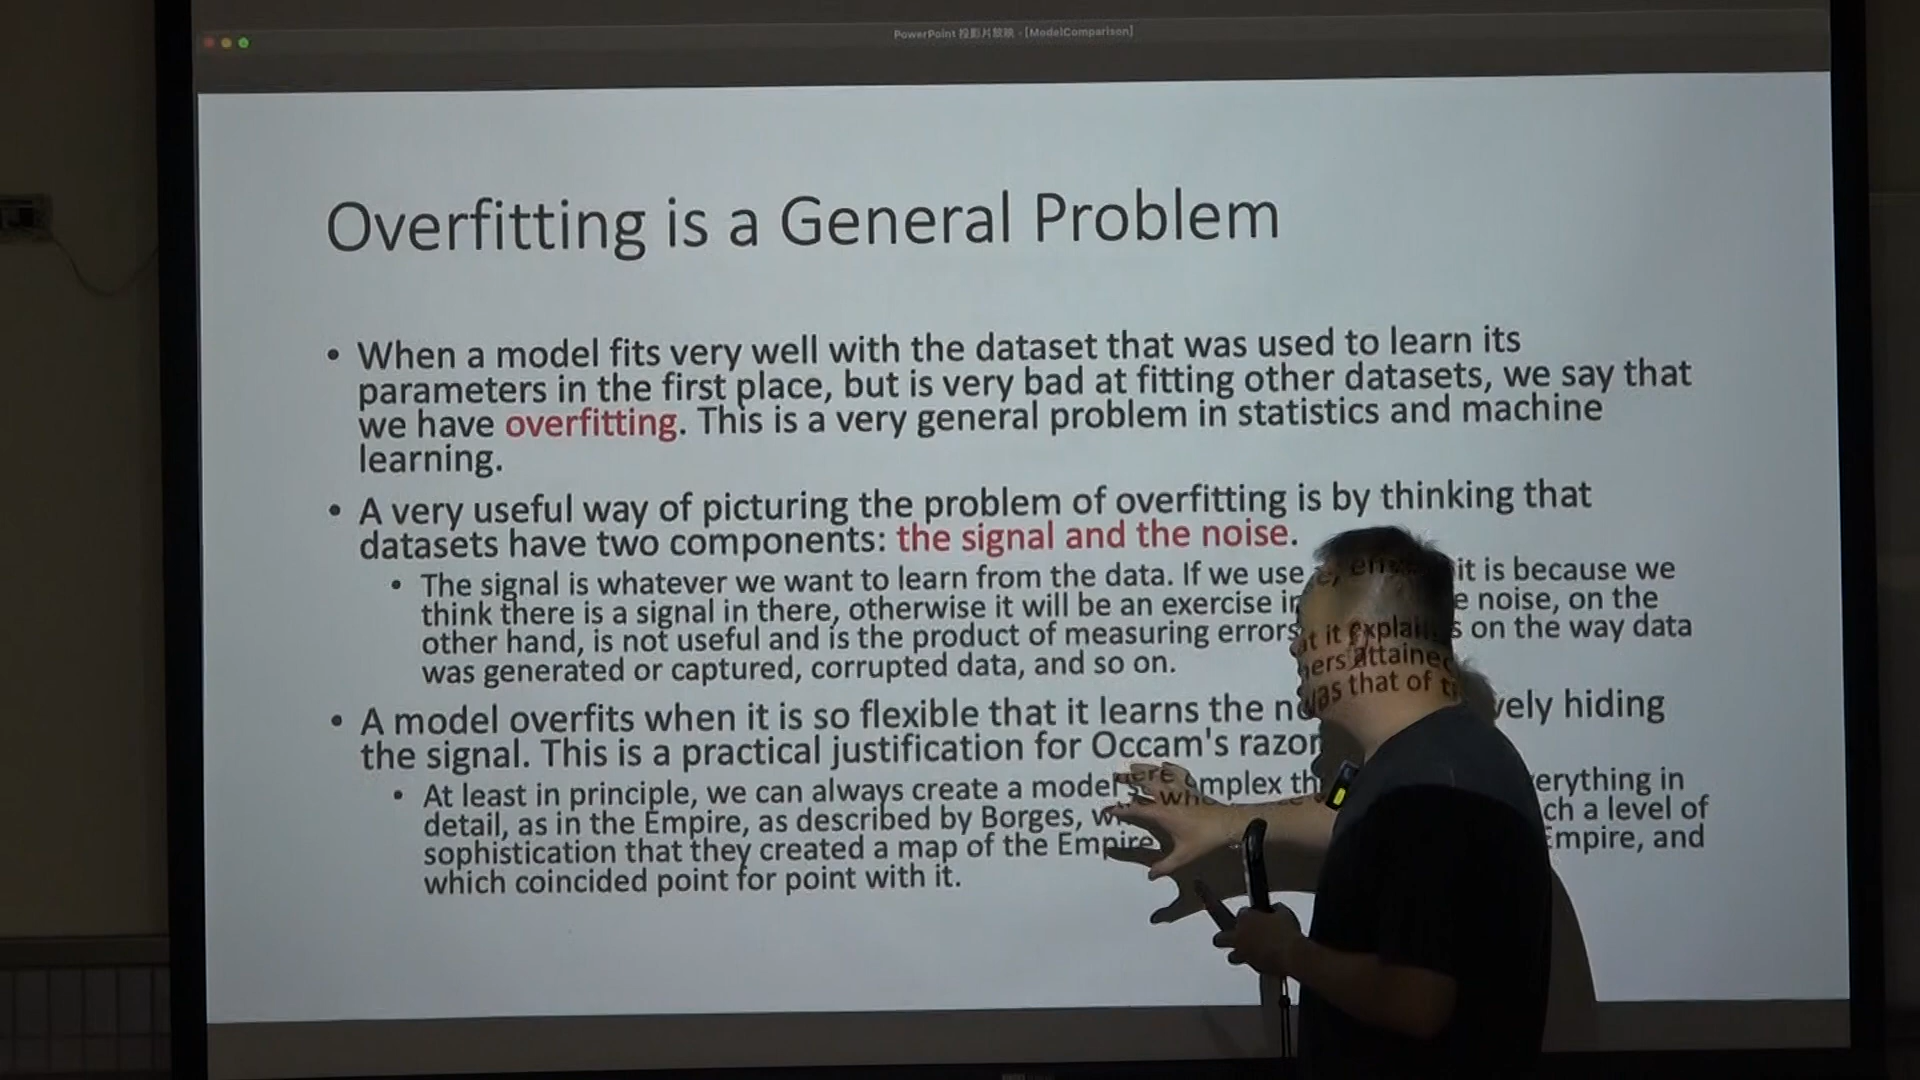 PowerPoint 投影片放映 - [ModelComparison]
Overfitting is a General Problem
• When a model fits very well with the dataset that was used to learn its
parameters in the first place, but is very bad at fitting other datasets, we say that
we have overfitting. This is a very general problem in statistics and machine
learning.
• A very useful way of picturing the problem of overfitting is by thinking that
datasets have two components: the signal and the noise.
• The signal is whatever we want to learn from the data. If we use it is because we
think there is a signal in there, otherwise it will be an exercise noise, on the
other hand, is not useful and is the product of measuring errors on the way data
was generated or captured, corrupted data, and so on.
• A model overfits when it is so flexible that it learns the hiding
the signal. This is a practical justification for Occam's razor
• At least in principle, we can always create a model everything in
detail, as in the Empire, as described by Borges, a level of
sophistication that they created a map of the Empire Empire, and
which coincided point for point with it.